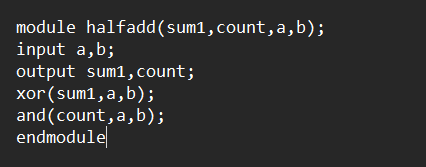 module halfadd(sum1,count,a,b);
input a,b;
output sum1,count;
xor(sum1,a,b);
and(count,a,b);
endmodule